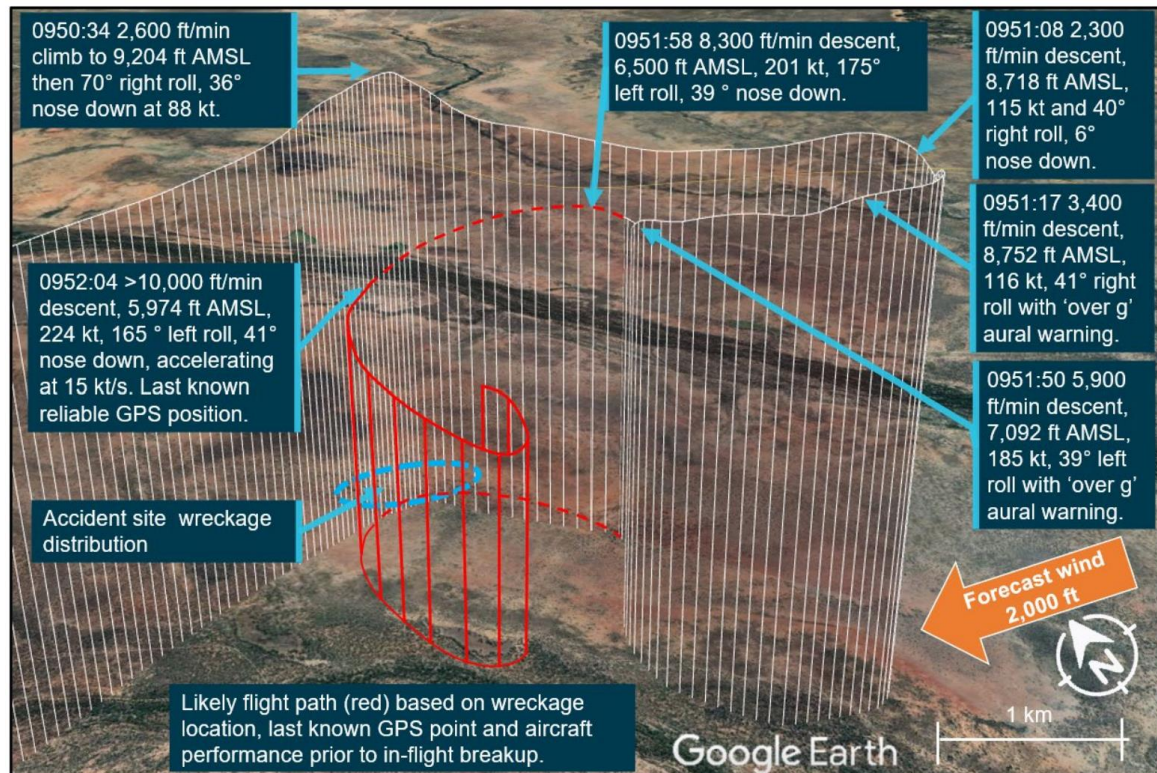 0950:34 2,600 ft/min
climb to 9,204 ft AMSL
then 70° right roll, 36°
nose down at 88 kt.
0951:58 8,300 ft/min descent,
6,500 ft AMSL, 201 kt, 175°
left roll, 39 ° nose down.
0951:08 2,300
ft/min descent,
8,718 ft AMSL,
115 kt and 40°
right roll, 6°
nose down.
0951:17 3,400
ft/min descent,
8,752 ft AMSL,
116 kt, 41° right
roll with ‘over g’
aural warning.
0952:04 >10,000 ft/min
descent, 5,974 ft AMSL,
224 kt, 165 ° left roll, 41°
nose down, accelerating
at 15 kt/s. Last known
reliable GPS position.
0951:50 5,900
ft/min descent,
7,092 ft AMSL,
185 kt, 39° left
roll with ‘over g’
aural warning.
Accident site wreckage
distribution
Forecast wind
2,000 ft
N
Likely flight path (red) based on wreckage
location, last known GPS point and aircraft
performance prior to in-flight breakup.
1 km
Google Earth